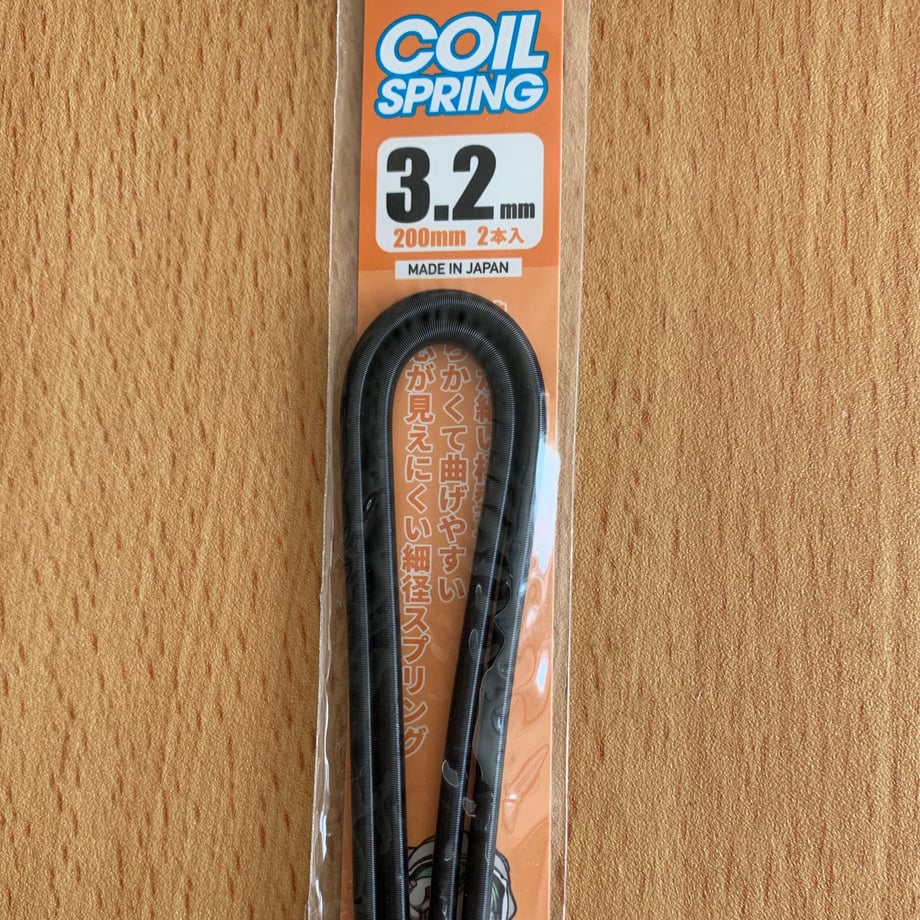 COIL
SPRING
3.2mm
200mm 2本入
MADE IN JAPAN
かくて曲げやすい
が見えにくい細径スプリング